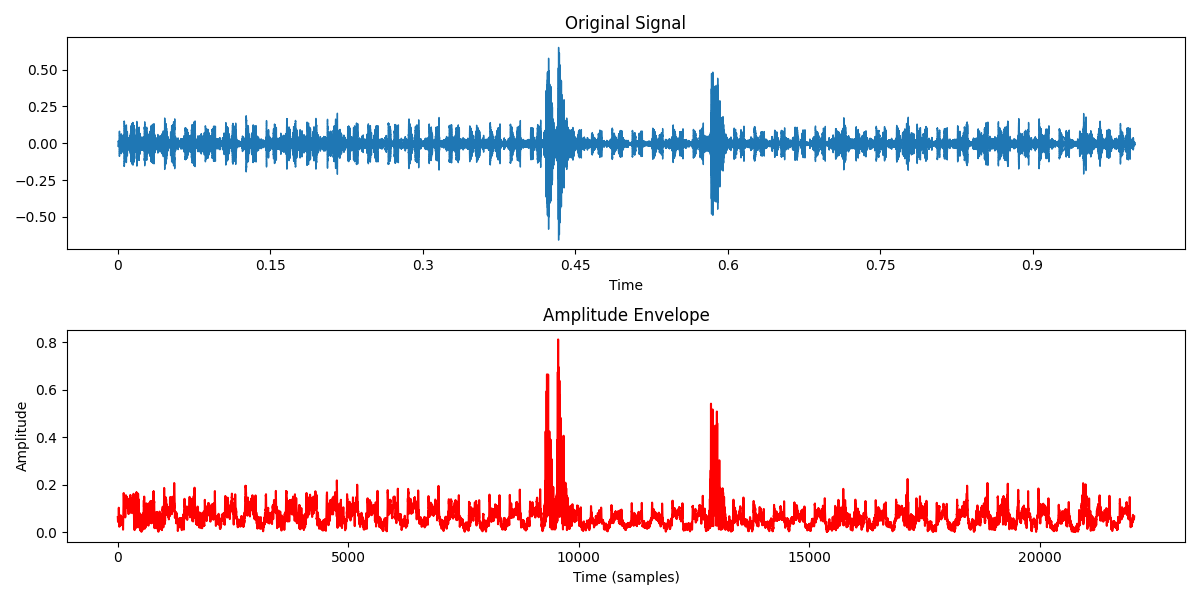 Original Signal
0.50
0.25
0.00
−0.25
−0.50
0 0.15 0.3 0.45 0.6 0.75 0.9
Time
Amplitude Envelope
Amplitude
0.8
0.6
0.4
0.2
0.0
0 5000 10000 15000 20000
Time (samples)